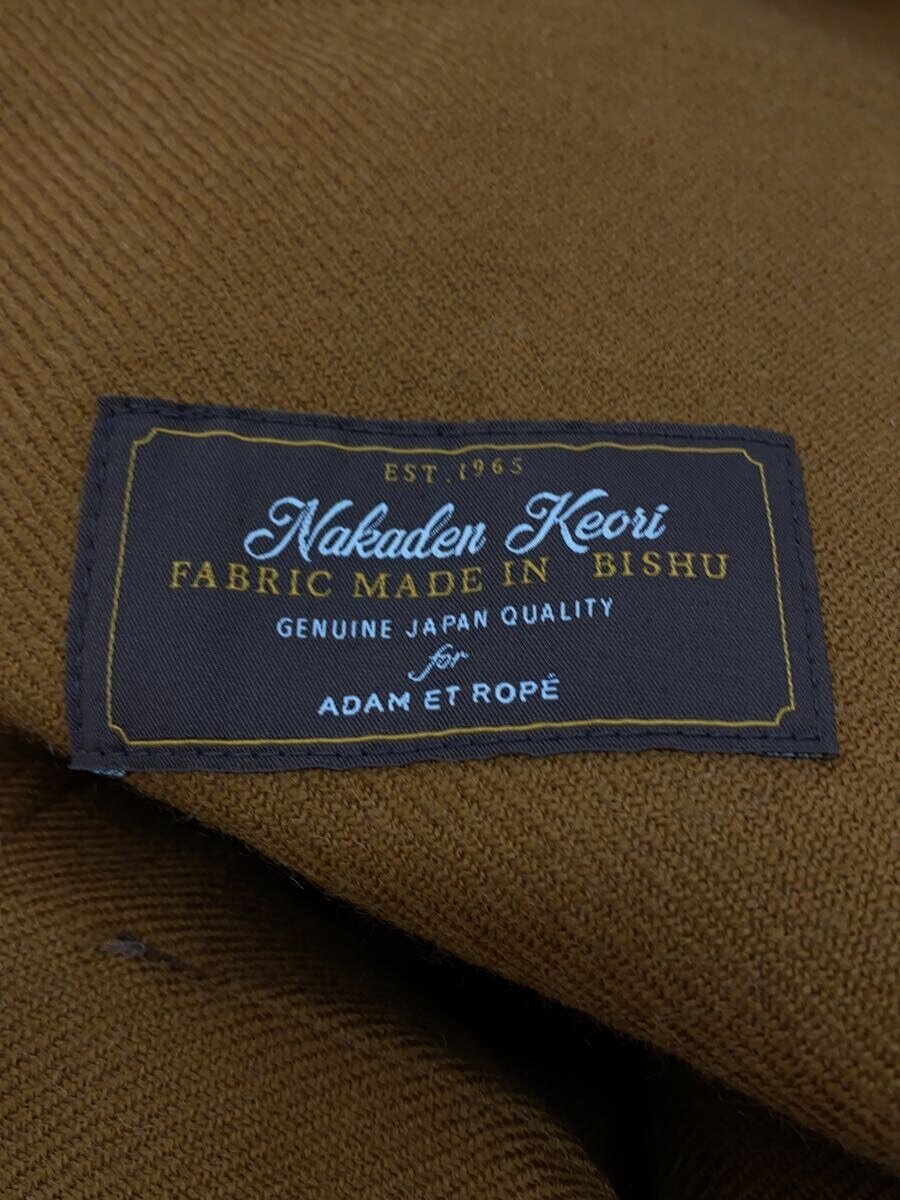 EST.1965
Nakaden Keori
FABRIC MADE IN BISHU
GENUINE JAPAN QUALITY
for
ADAM ET ROPÉ